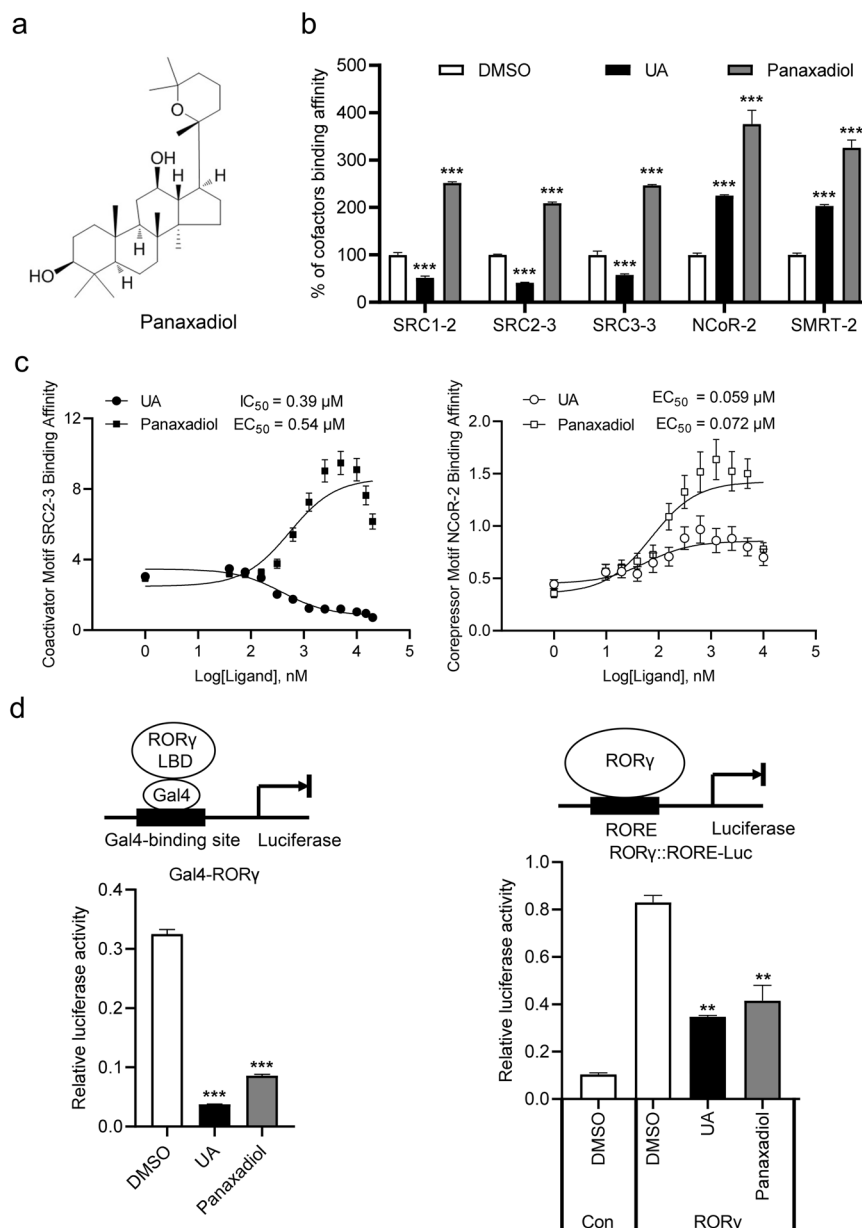 a
OH
O
H
H
H
H
HO
Panaxadiol
b
DMSO UA Panaxadiol
% of cofactors binding affinity
500
400
300
200
100
0
*** *** *** *** *** *** *** *** *** ***
SRC1-2 SRC2-3 SRC3-3 NCoR-2 SMRT-2
c
Coactivator Motif SRC2-3 Binding Affinity
UA IC50 = 0.39 µM
Panaxadiol EC50 = 0.54 µM
12
9
6
3
0
0 1 2 3 4 5
Log[Ligand], nM
Corepressor Motif NCoR-2 Binding Affinity
UA EC50 = 0.059 µM
Panaxadiol EC50 = 0.072 µM
2.0
1.5
1.0
0.5
0.0
0 1 2 3 4 5
Log[Ligand], nM
d
RORγ
LBD
Gal4
Gal4-binding site Luciferase
Gal4-RORγ
Relative luciferase activity
0.4
0.3
0.2
0.1
0.0
*** ***
DMSO UA Panaxadiol
RORγ
RORE Luciferase
RORγ::RORE-Luc
Relative luciferase activity
0.8
1.0
0.6
0.4
0.2
0.0
** **
DMSO DMSO UA Panaxadiol
Con RORγ